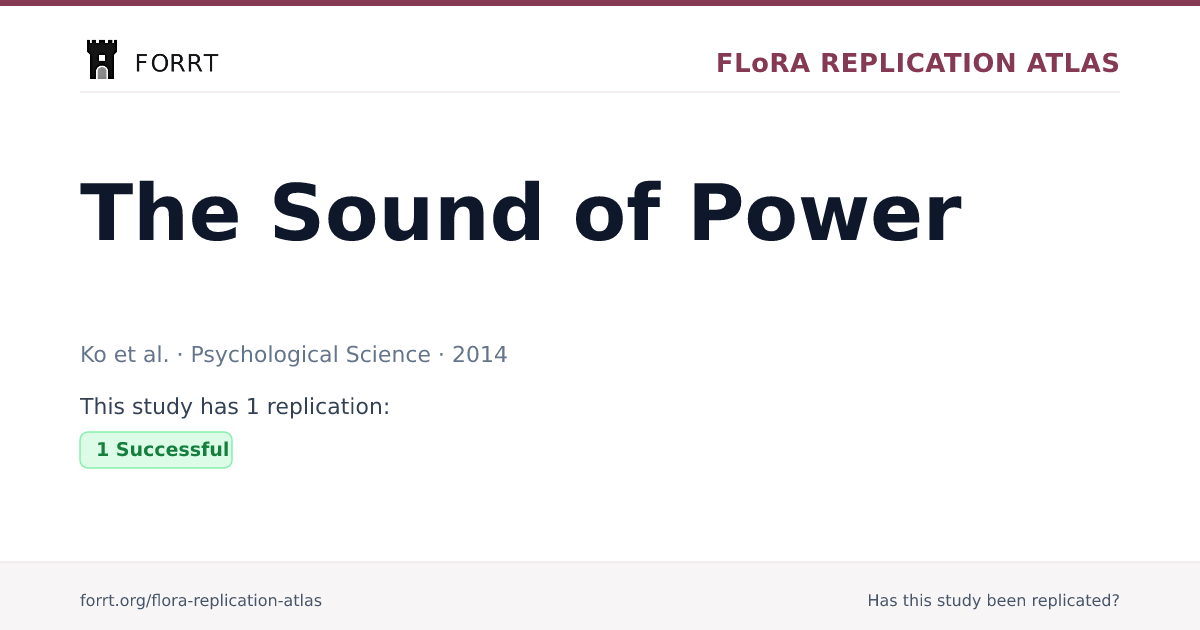 FORRT
FLoRA REPLICATION ATLAS
The Sound of Power
Ko et al. · Psychological Science · 2014
This study has 1 replication:
1 Successful
forrt.org/flora-replication-atlas
Has this study been replicated?